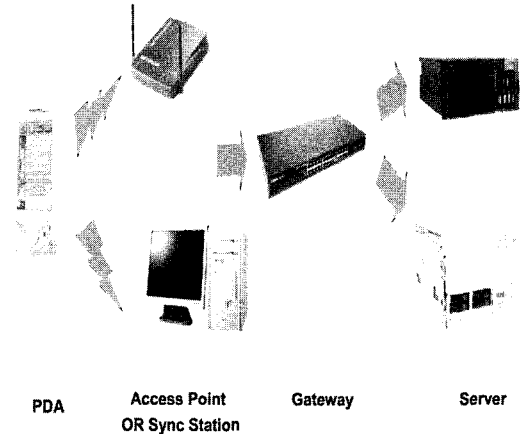 PDA
Access Point
OR Sync Station
Gateway
Server